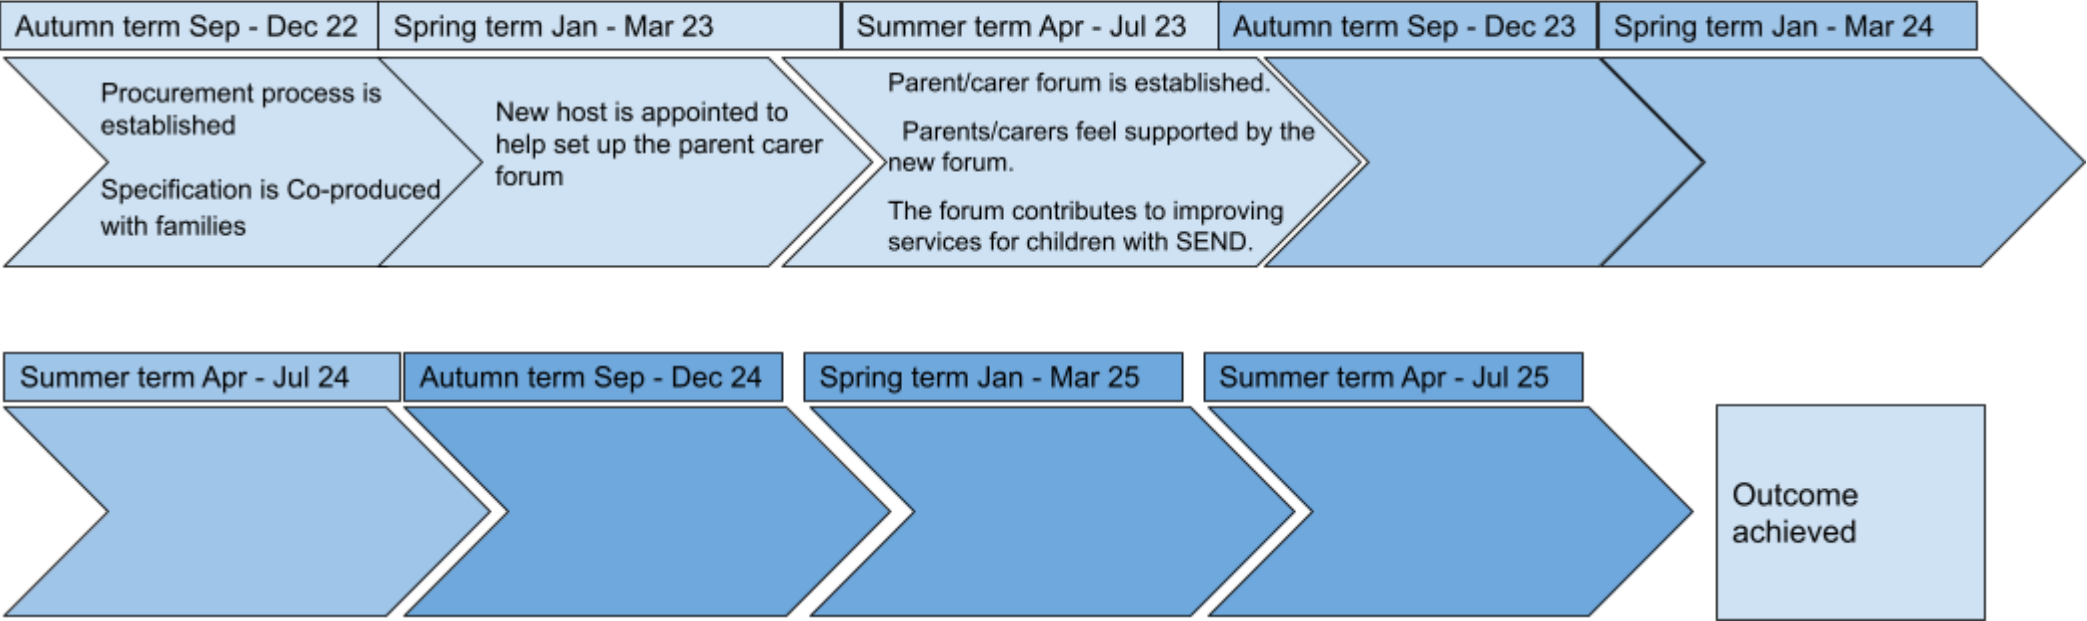 Autumn term Sep - Dec 22
Spring term Jan - Mar 23
Summer term Apr - Jul 23
Autumn term Sep - Dec 23
Spring term Jan - Mar 24
Procurement process is
established
Specification is Co-produced
with families
New host is appointed to
help set up the parent carer
forum
Parent/carer forum is established.
Parents/carers feel supported by the
new forum.
The forum contributes to improving
services for children with SEND.
Summer term Apr - Jul 24
Autumn term Sep - Dec 24
Spring term Jan - Mar 25
Summer term Apr - Jul 25
Outcome
achieved